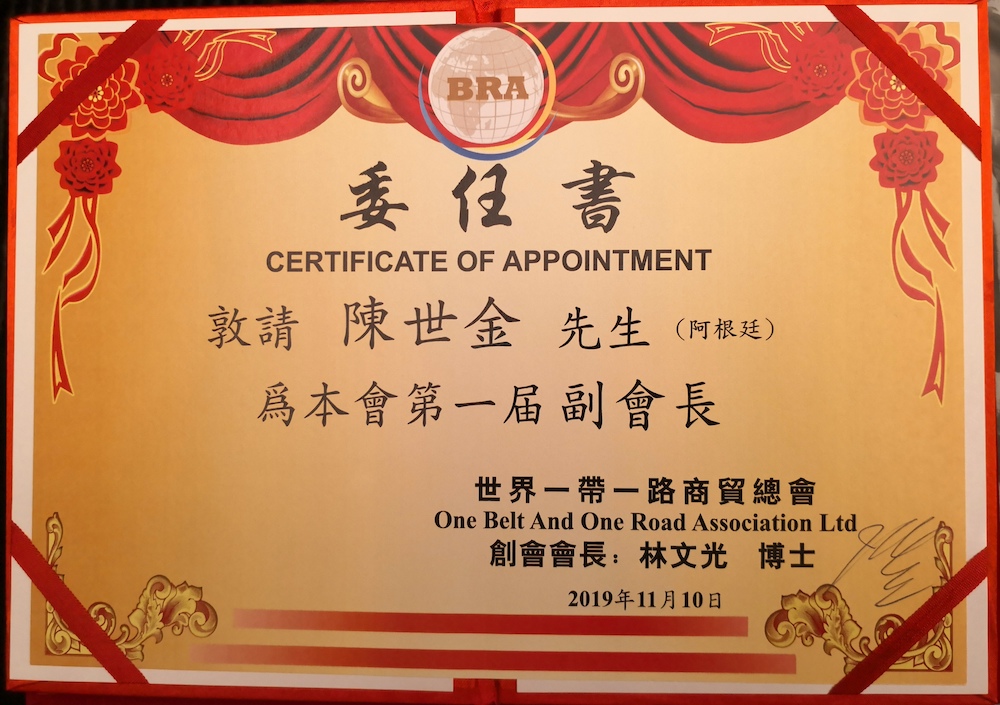 BRA
委任書
CERTIFICATE OF APPOINTMENT
敦請 陳世金 先生 (阿根廷)
爲本會第一届副會長
世界一帶一路商貿總會
One Belt And One Road Association Ltd
創會會長：林文光 博士
2019年11月10日